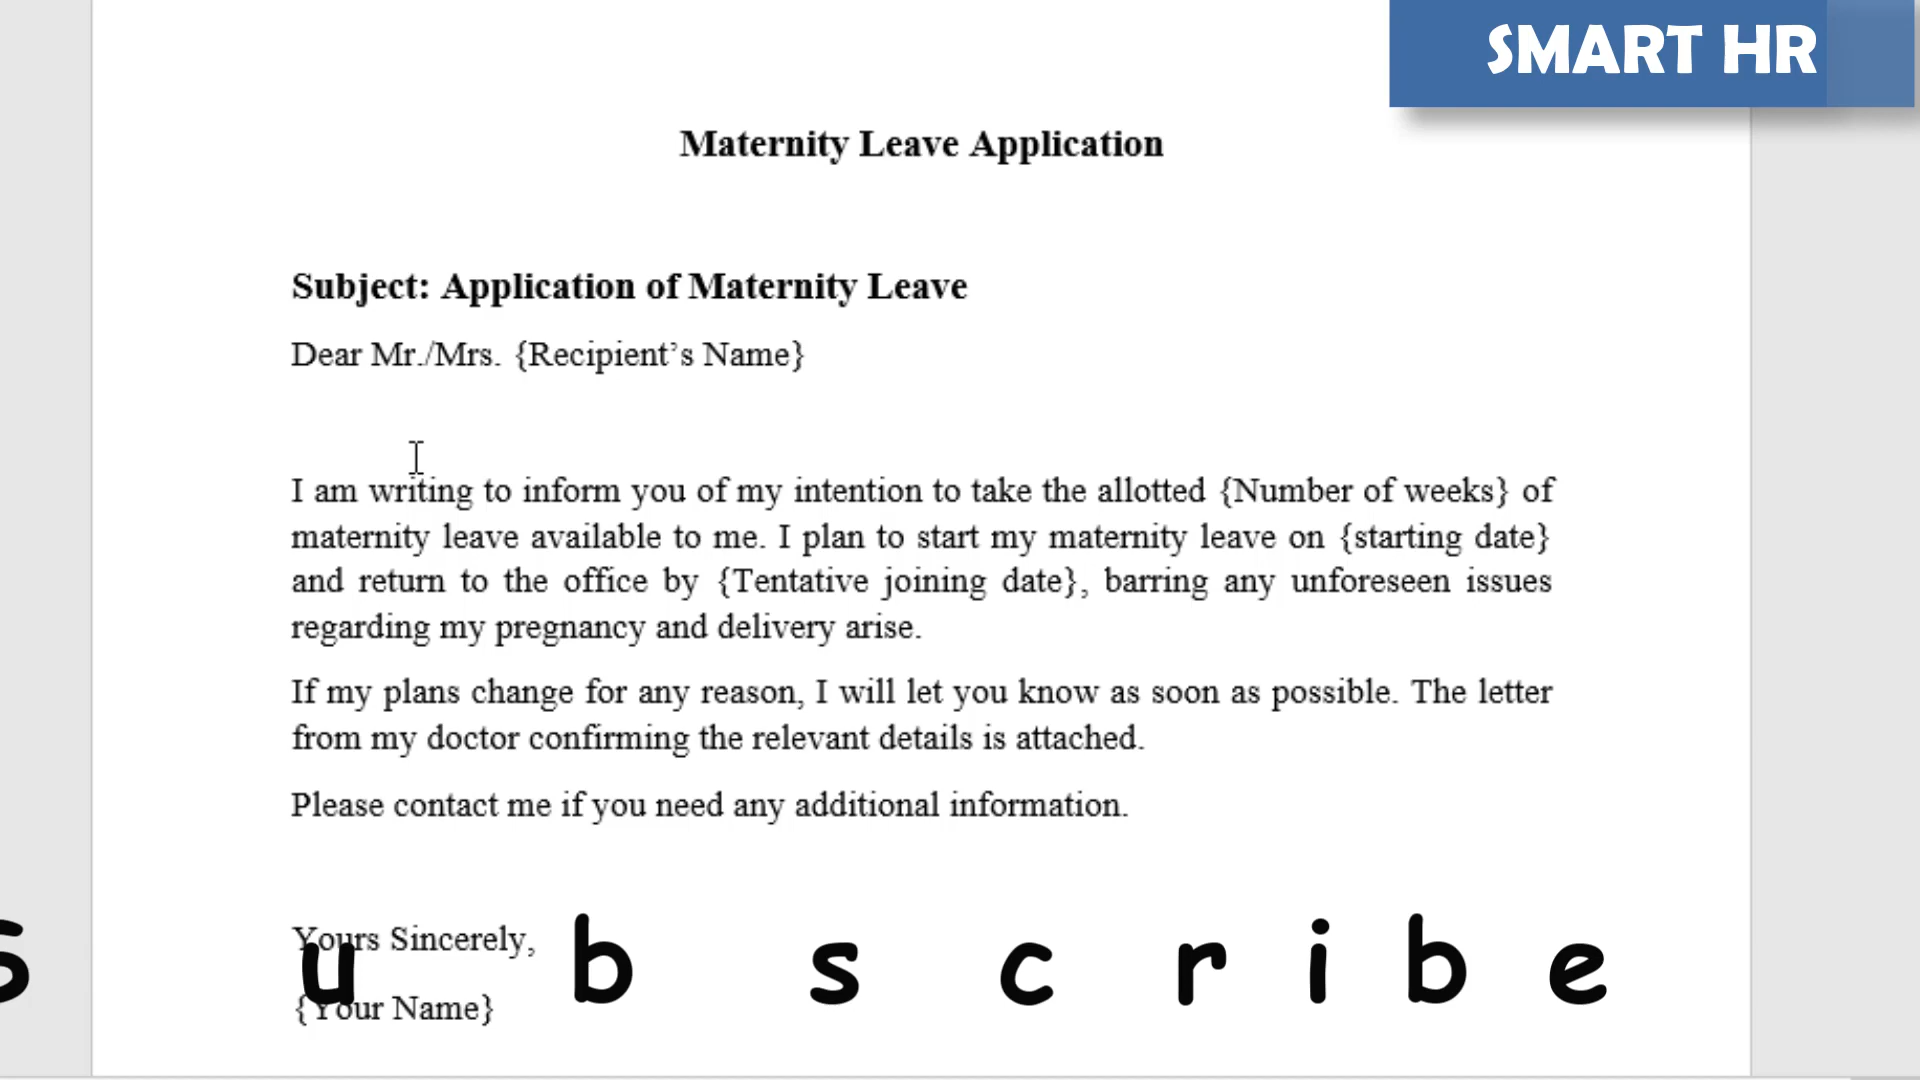 SMART HR
Maternity Leave Application
Subject: Application of Maternity Leave
Dear Mr./Mrs. {Recipient’s Name}
I am writing to inform you of my intention to take the allotted {Number of weeks} of
maternity leave available to me. I plan to start my maternity leave on {starting date}
and return to the office by {Tentative joining date}, barring any unforeseen issues
regarding my pregnancy and delivery arise.
If my plans change for any reason, I will let you know as soon as possible. The letter
from my doctor confirming the relevant details is attached.
Please contact me if you need any additional information.
Yours Sincerely,
s u b s c r i b e
{Your Name}